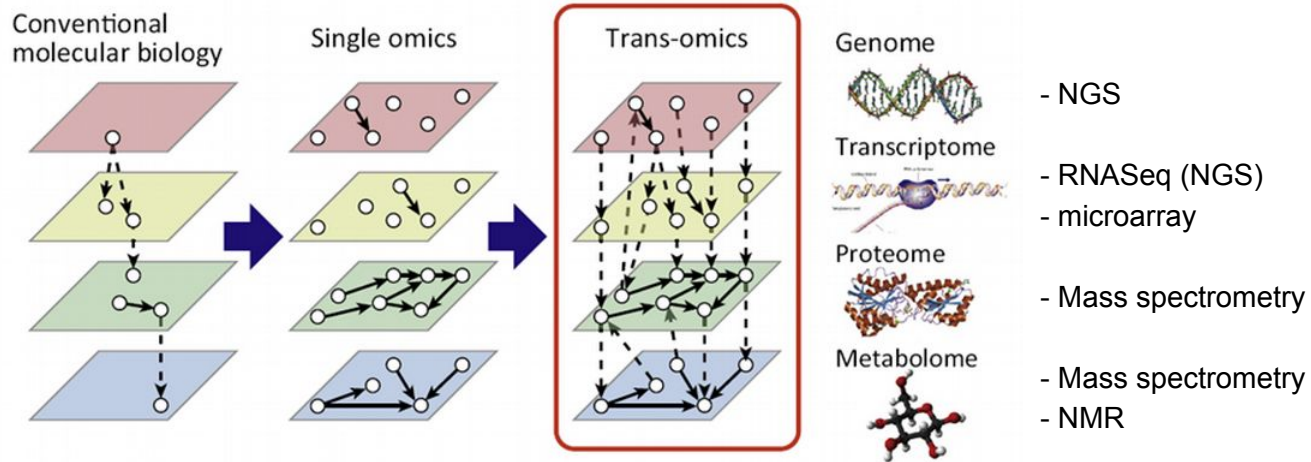 Conventional
molecular biology
Single omics
Trans-omics
Genome
- NGS
Transcriptome
- RNASeq (NGS)
- microarray
Proteome
- Mass spectrometry
Metabolome
- Mass spectrometry
- NMR